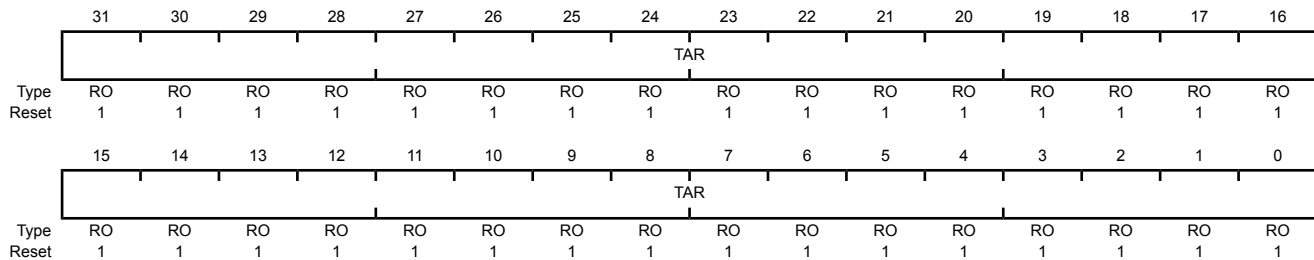 31 30 29 28 27 26 25 24 23 22 21 20 19 18 17 16
TAR
Type RO RO RO RO RO RO RO RO RO RO RO RO RO RO RO RO
Reset 1 1 1 1 1 1 1 1 1 1 1 1 1 1 1 1
15 14 13 12 11 10 9 8 7 6 5 4 3 2 1 0
TAR
Type RO RO RO RO RO RO RO RO RO RO RO RO RO RO RO RO
Reset 1 1 1 1 1 1 1 1 1 1 1 1 1 1 1 1